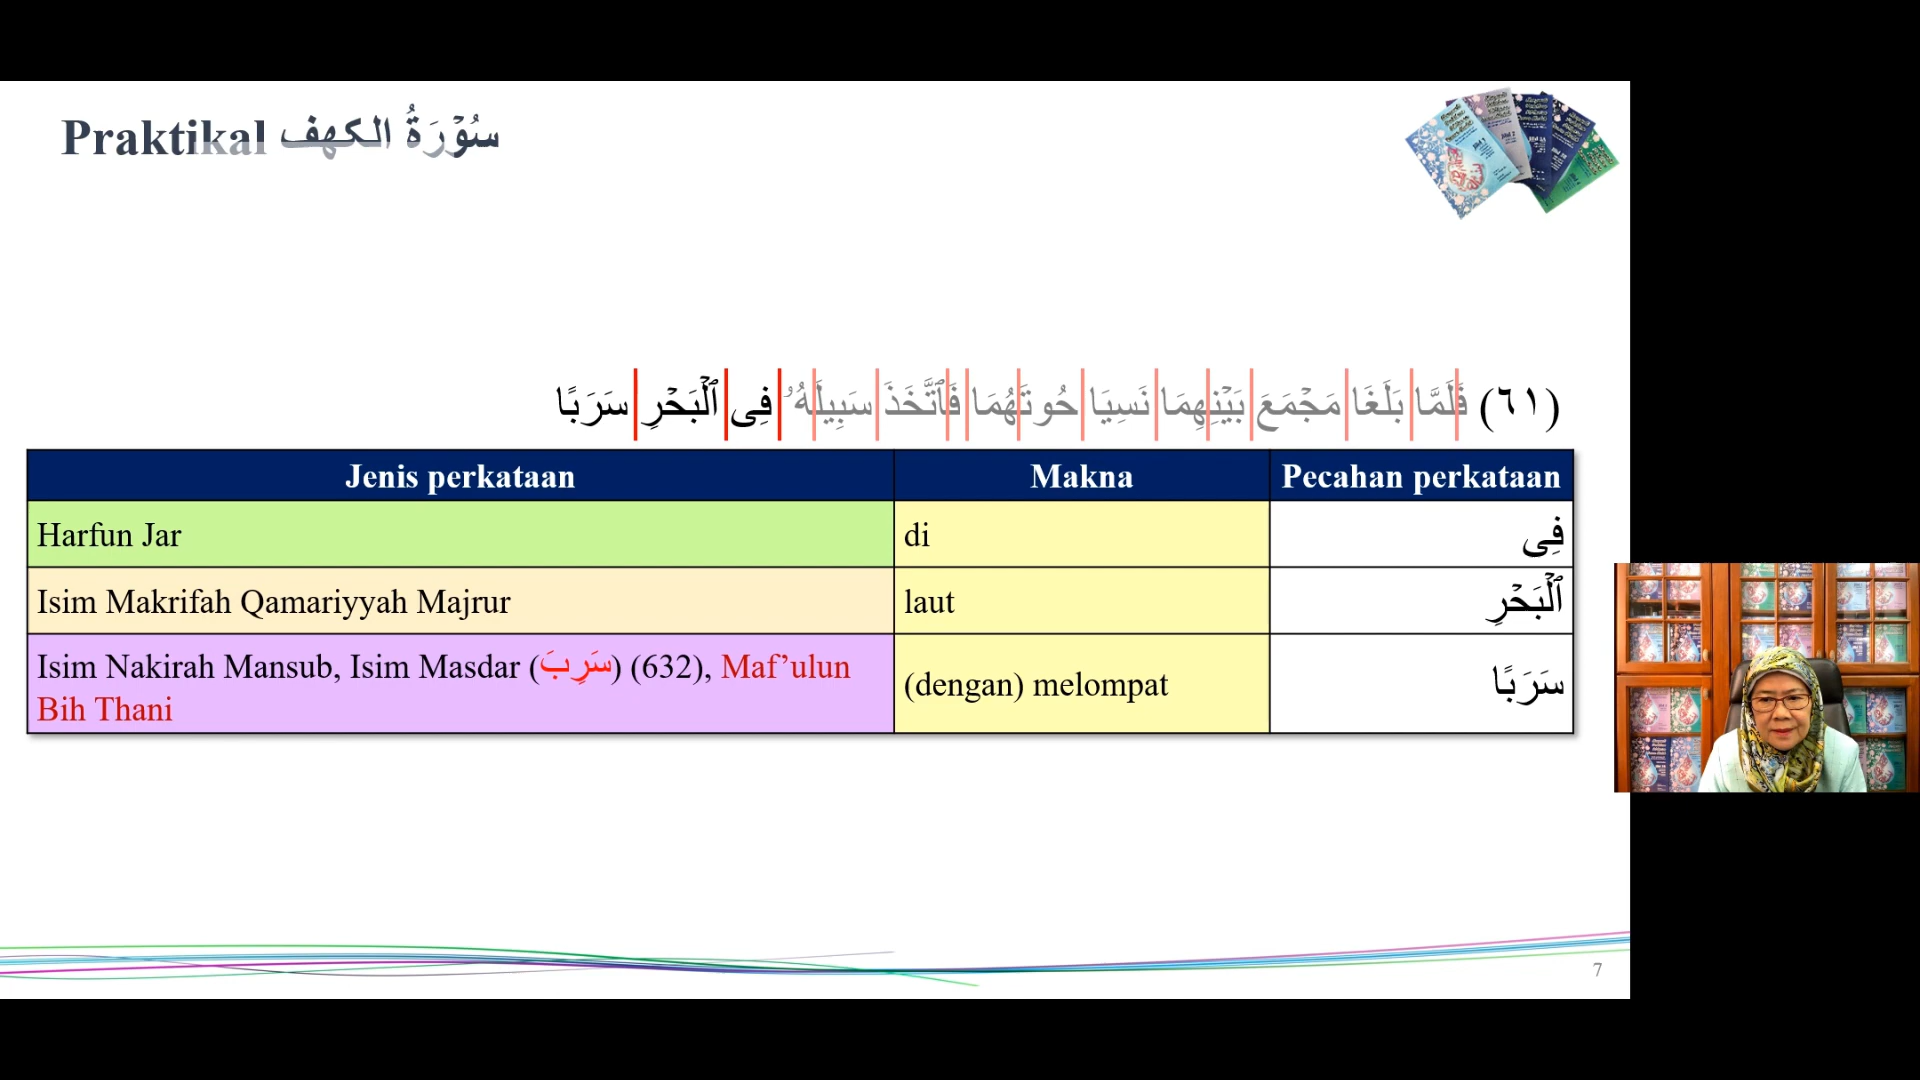 Praktikal سُوۡرَةُ الكهف
(٦١) فَلَمَّا بَلَغَا مَجۡمَعَ بَيۡنِهِمَا نَسِيَا حُوتَهُمَا فَٱتَّخَذَ سَبِيلَهُۥ فِى ٱلۡبَحۡرِ سَرَبًا
Jenis perkataan Makna Pecahan perkataan
Harfun Jar di فِى
Isim Makrifah Qamariyyah Majrur laut ٱلۡبَحۡرِ
Isim Nakirah Mansub, Isim Masdar (سَرِبَ) (632), Maf’ulun
Bih Thani (dengan) melompat سَرَبًا
7